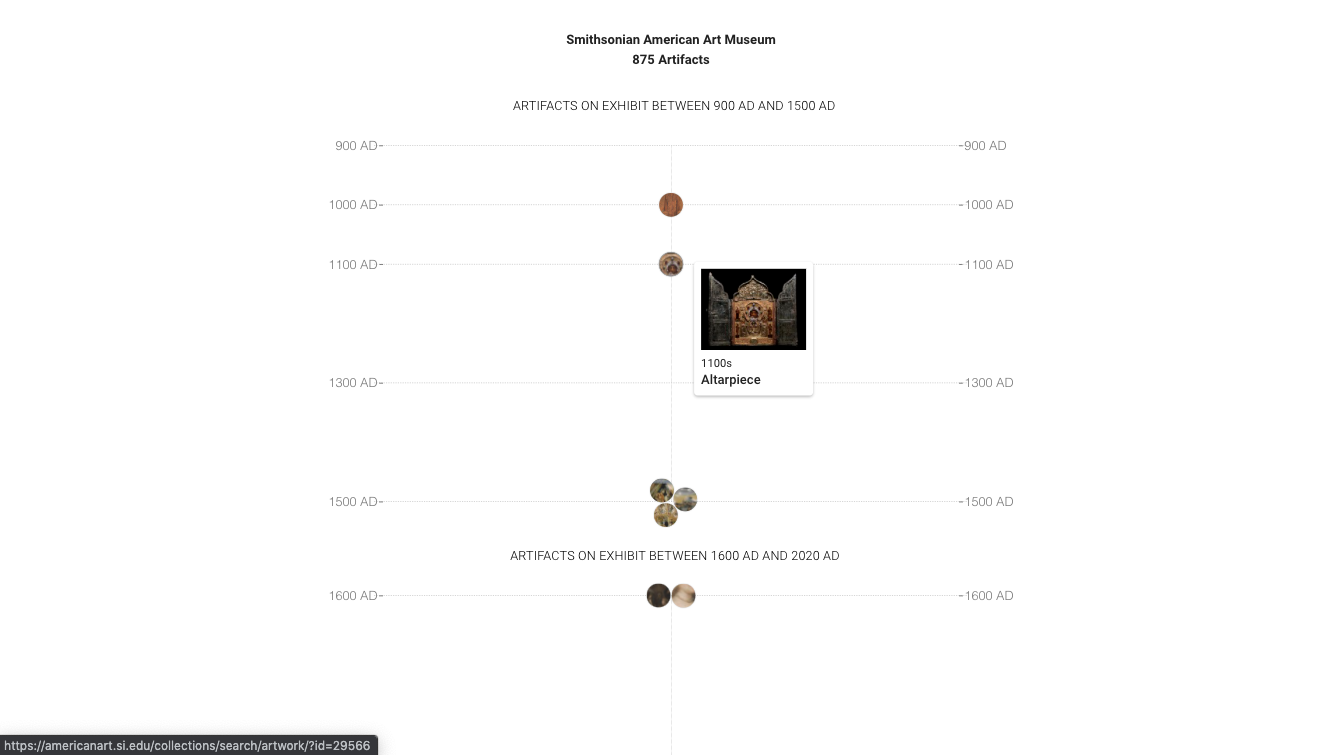 Smithsonian American Art Museum
875 Artifacts
ARTIFACTS ON EXHIBIT BETWEEN 900 AD AND 1500 AD
900 AD 900 AD
1000 AD 1000 AD
1100 AD 1100 AD
1100s
Altarpiece
1300 AD 1300 AD
1500 AD 1500 AD
ARTIFACTS ON EXHIBIT BETWEEN 1600 AD AND 2020 AD
1600 AD 1600 AD
https://americanart.si.edu/collections/search/artwork/?id=29566